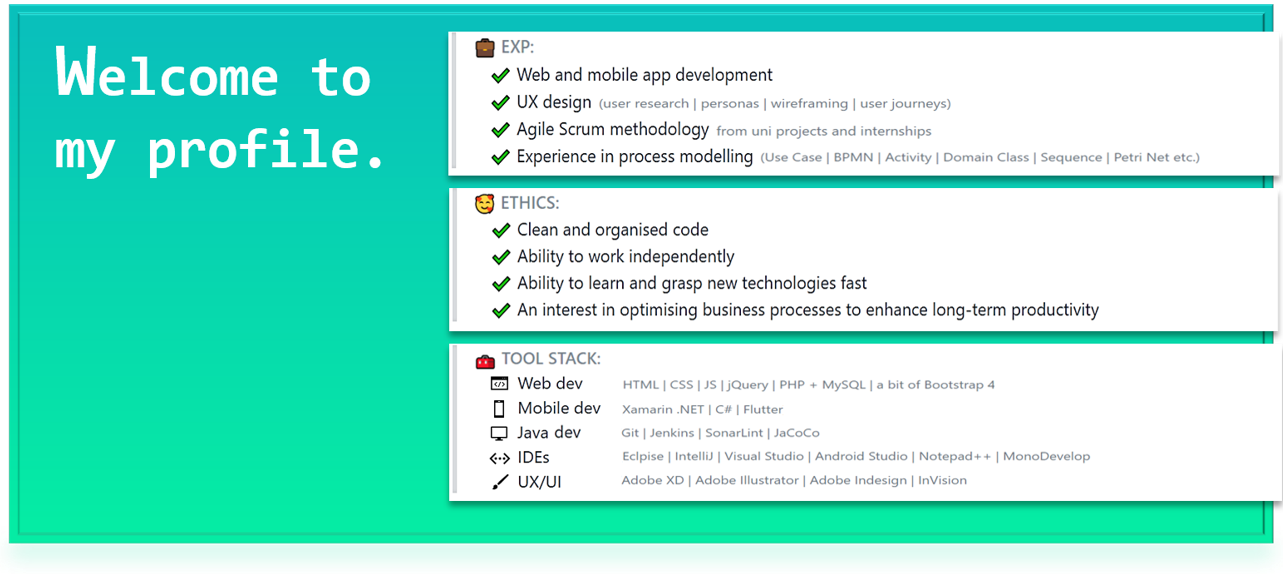 Welcome to
my profile.
EXP:
Web and mobile app development
UX design (user research | personas | wireframing | user journeys)
Agile Scrum methodology from uni projects and internships
Experience in process modelling (Use Case | BPMN | Activity | Domain Class | Sequence | Petri Net etc.)
ETHICS:
Clean and organised code
Ability to work independently
Ability to learn and grasp new technologies fast
An interest in optimising business processes to enhance long-term productivity
TOOL STACK:
Web dev HTML | CSS | JS | jQuery | PHP + MySQL | a bit of Bootstrap 4
Mobile dev Xamarin .NET | C# | Flutter
Java dev Git | Jenkins | SonarLint | JaCoCo
IDEs Eclpise | IntelliJ | Visual Studio | Android Studio | Notepad++ | MonoDevelop
UX/UI Adobe XD | Adobe Illustrator | Adobe Indesign | InVision